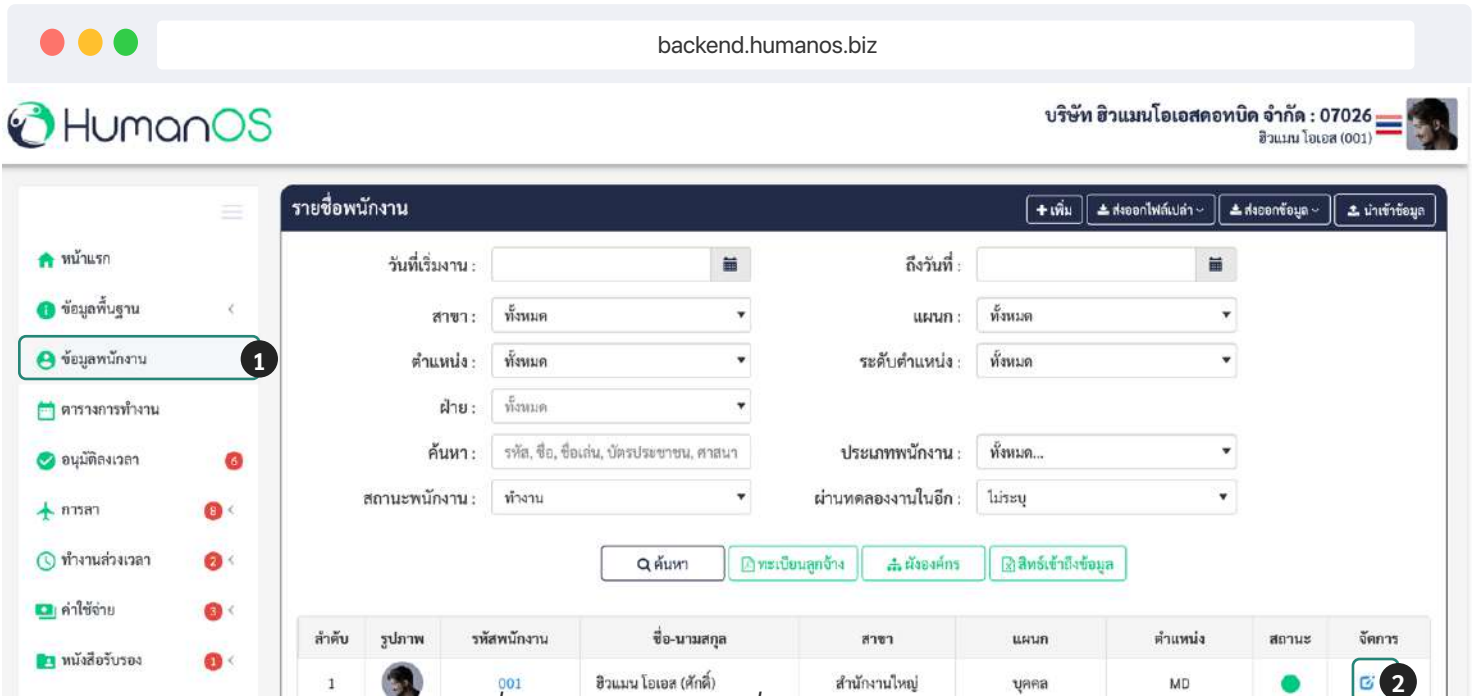 backend.humanos.biz
HumanOS
บริษัท ฮิวแมนโอเอสดอทบิด จำกัด : 07026
ฮิวแมน โอเอส (001)
รายชื่อพนักงาน
เพิ่ม ส่งออกไฟล์เปล่า ส่งออกข้อมูล นำเข้าข้อมูล
หน้าแรก
ข้อมูลพื้นฐาน
ข้อมูลพนักงาน 1
ตารางการทำงาน
อนุมัติลงเวลา 6
การลา 8
ทำงานล่วงเวลา 2
ค่าใช้จ่าย 3
หนังสือรับรอง 1
วันที่เริ่มงาน : ถึงวันที่ :
สาขา : ทั้งหมด แผนก : ทั้งหมด
ตำแหน่ง : ทั้งหมด ระดับตำแหน่ง : ทั้งหมด
ฝ่าย : ทั้งหมด
ค้นหา : รหัส, ชื่อ, ชื่อเล่น, บัตรประชาชน, ศาสนา ประเภทพนักงาน : ทั้งหมด...
สถานะพนักงาน : ทำงาน ผ่านทดลองงานในอีก : ไม่ระบุ
ค้นหา ทะเบียนลูกจ้าง ผังองค์กร สิทธ์เข้าถึงข้อมูล
ลำดับ รูปภาพ รหัสพนักงาน ชื่อ-นามสกุล สาขา แผนก ตำแหน่ง สถานะ จัดการ
1 001 ฮิวแมน โอเอส (ศักดิ์) สำนักงานใหญ่ บุคคล MD 2